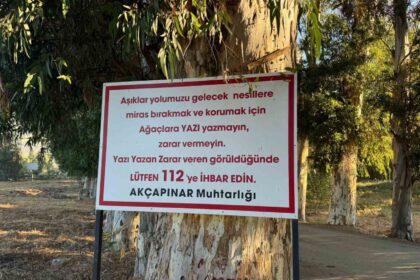 Aşıklar yolumuzu gelecek nesillere
miras bırakmak ve korumak için
Ağaçlara YAZI yazmayın,
zarar vermeyin.
Yazı Yazan Zarar veren görüldüğünde
LÜTFEN 112 ye İHBAR EDİN.
AKÇAPINAR Muhtarlığı